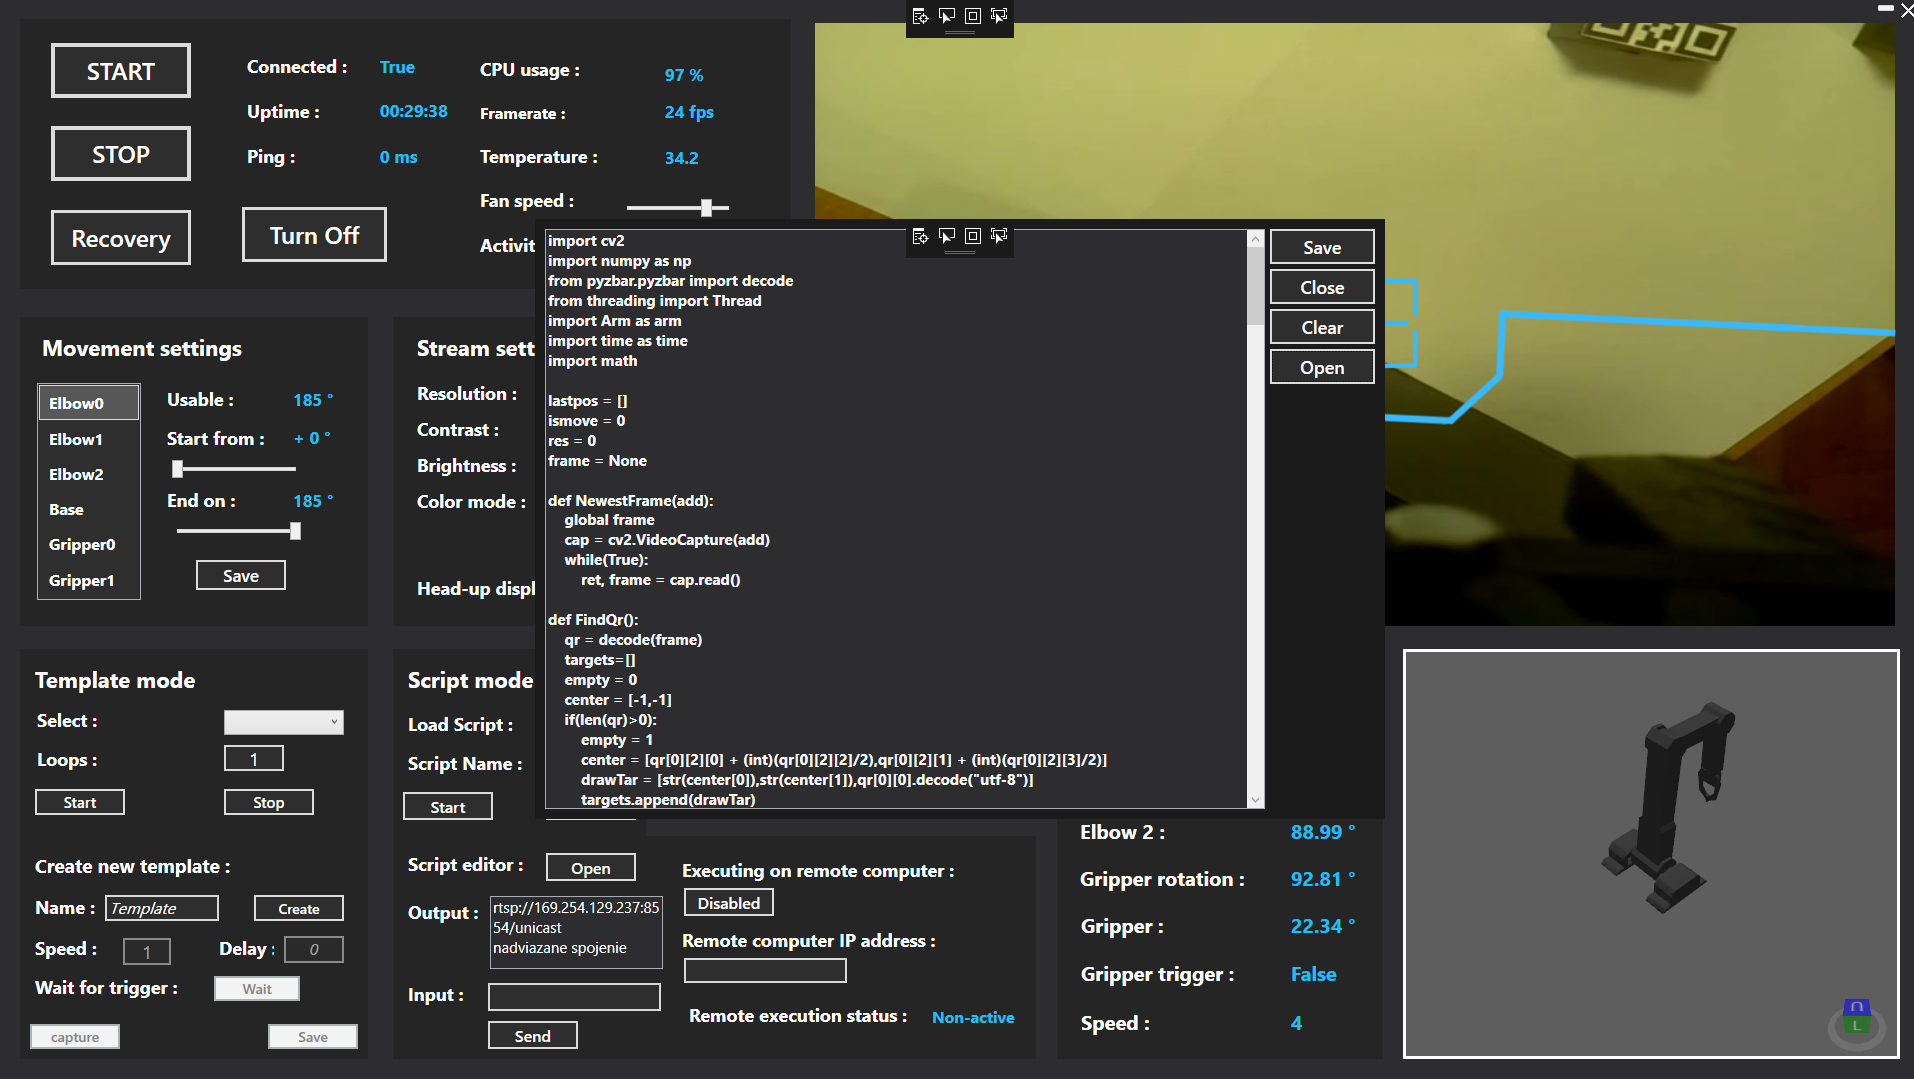 START
Connected :
True
CPU usage :
97 %
Uptime :
00:29:38
Framerate :
24 fps
STOP
Ping :
0 ms
Temperature :
34.2
Fan speed :
Recovery
Turn Off
Activit
import cv2
import numpy as np
from pyzbar.pyzbar import decode
from threading import Thread
import Arm as arm
import time as time
import math
lastpos = []
ismove = 0
res = 0
frame = None
def NewestFrame(add):
global frame
cap = cv2.VideoCapture(add)
while(True):
ret, frame = cap.read()
def FindQr():
qr = decode(frame)
targets=[]
empty = 0
center = [-1,-1]
if(len(qr)>0):
empty = 1
center = [qr[0][2][0] + (int)(qr[0][2][2]/2),qr[0][2][1] + (int)(qr[0][2][3]/2)]
drawTar = [str(center[0]),str(center[1]),qr[0][0].decode("utf-8")]
targets.append(drawTar)
Save
Close
Clear
Open
Movement settings
Elbow0
Elbow1
Elbow2
Base
Gripper0
Gripper1
Usable :
185 °
Start from :
+ 0 °
End on :
185 °
Save
Stream sett
Resolution :
Contrast :
Brightness :
Color mode :
Head-up displ
Template mode
Select :
Loops :
1
Start
Stop
Create new template :
Name :
Template
Create
Speed :
1
Delay :
0
Wait for trigger :
Wait
capture
Save
Script mode
Load Script :
Script Name :
Start
Script editor :
Open
Output :
rtsp://169.254.129.237:85
54/unicast
nadviazane spojenie
Input :
Send
Executing on remote computer :
Disabled
Remote computer IP address :
Remote execution status :
Non-active
Elbow 2 :
88.99 °
Gripper rotation :
92.81 °
Gripper :
22.34 °
Gripper trigger :
False
Speed :
4
L